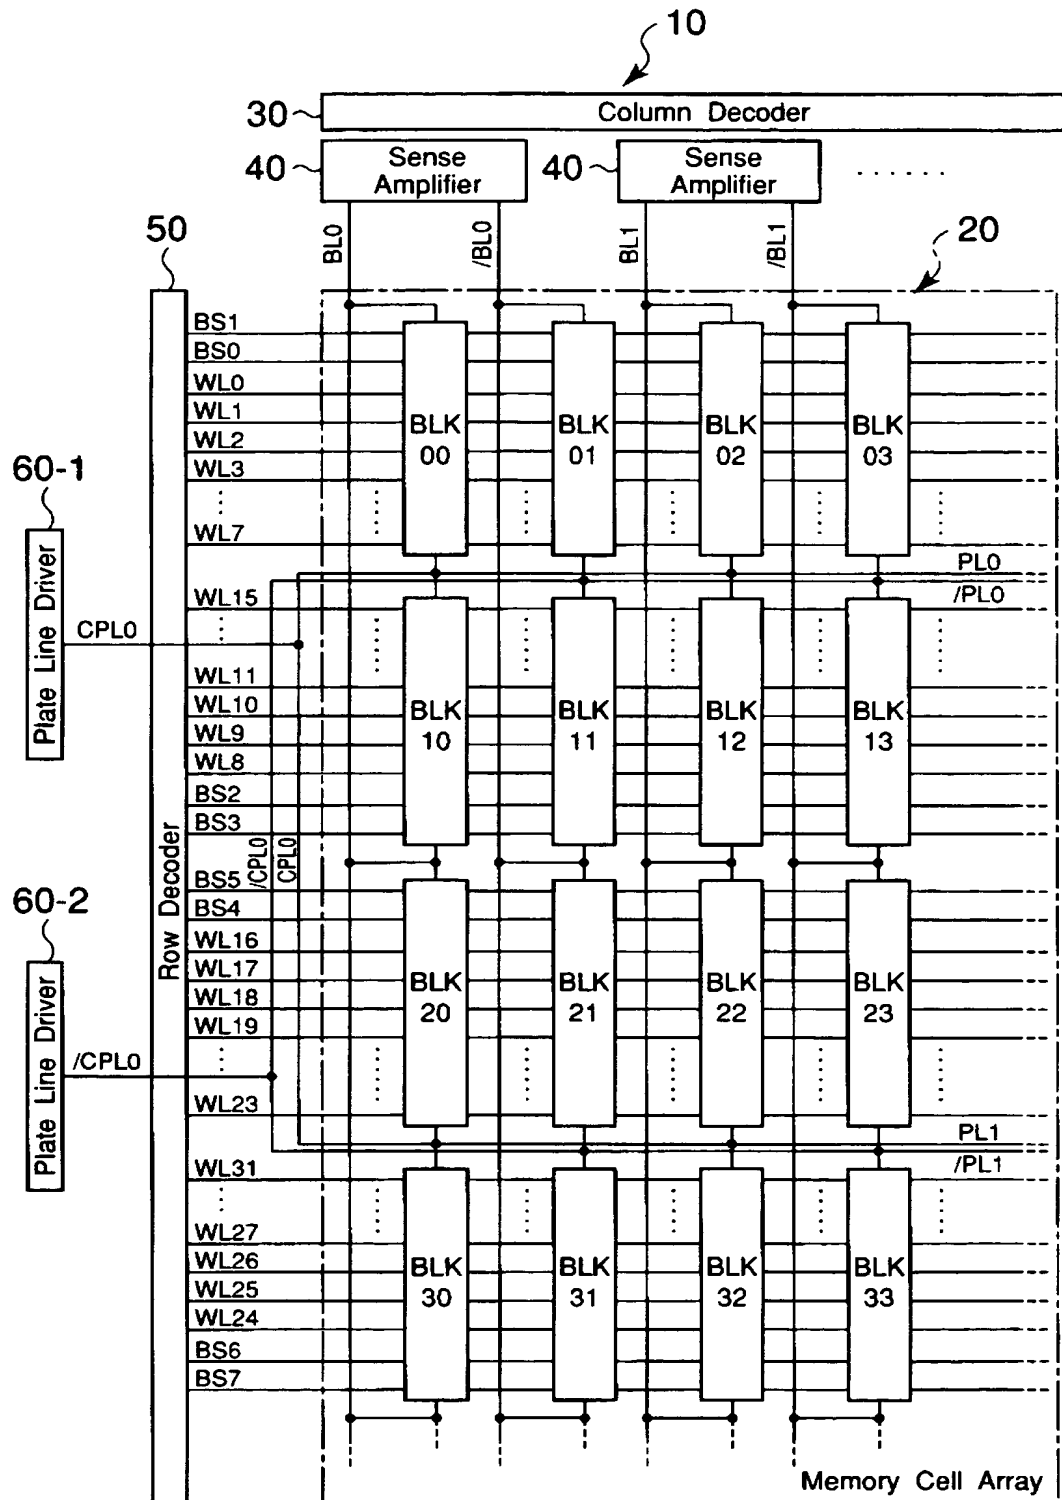 10
30
Column Decoder
40
Sense
Amplifier
40
Sense
Amplifier
.......
50
BL0
/BL0
BL1
/BL1
20
BS1
BS0
WL0
WL1
WL2
WL3
WL7
BLK
00
BLK
01
BLK
02
BLK
03
60-1
Plate Line Driver
CPL0
PL0
/PL0
WL15
WL11
WL10
WL9
WL8
BS2
BS3
BLK
10
BLK
11
BLK
12
BLK
13
/CPL0
CPL0
Row Decoder
60-2
Plate Line Driver
/CPL0
BS5
BS4
WL16
WL17
WL18
WL19
WL23
BLK
20
BLK
21
BLK
22
BLK
23
PL1
/PL1
WL31
WL27
WL26
WL25
WL24
BS6
BS7
BLK
30
BLK
31
BLK
32
BLK
33
Memory Cell Array